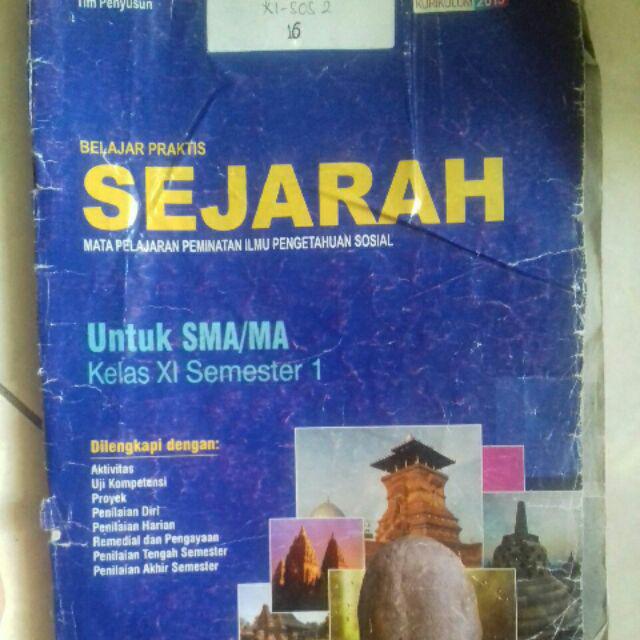 Tim Penyusun
XI-SOS 2
16
KURIKULUM 2013
BELAJAR PRAKTIS
SEJARAH
MATA PELAJARAN PEMINATAN ILMU PENGETAHUAN SOSIAL
Untuk SMA/MA
Kelas XI Semester 1
Dilengkapi dengan:
Aktivitas
Uji Kompetensi
Proyek
Penilaian Diri
Penilaian Harian
Remedial dan Pengayaan
Penilaian Tengah Semester
Penilaian Akhir Semester